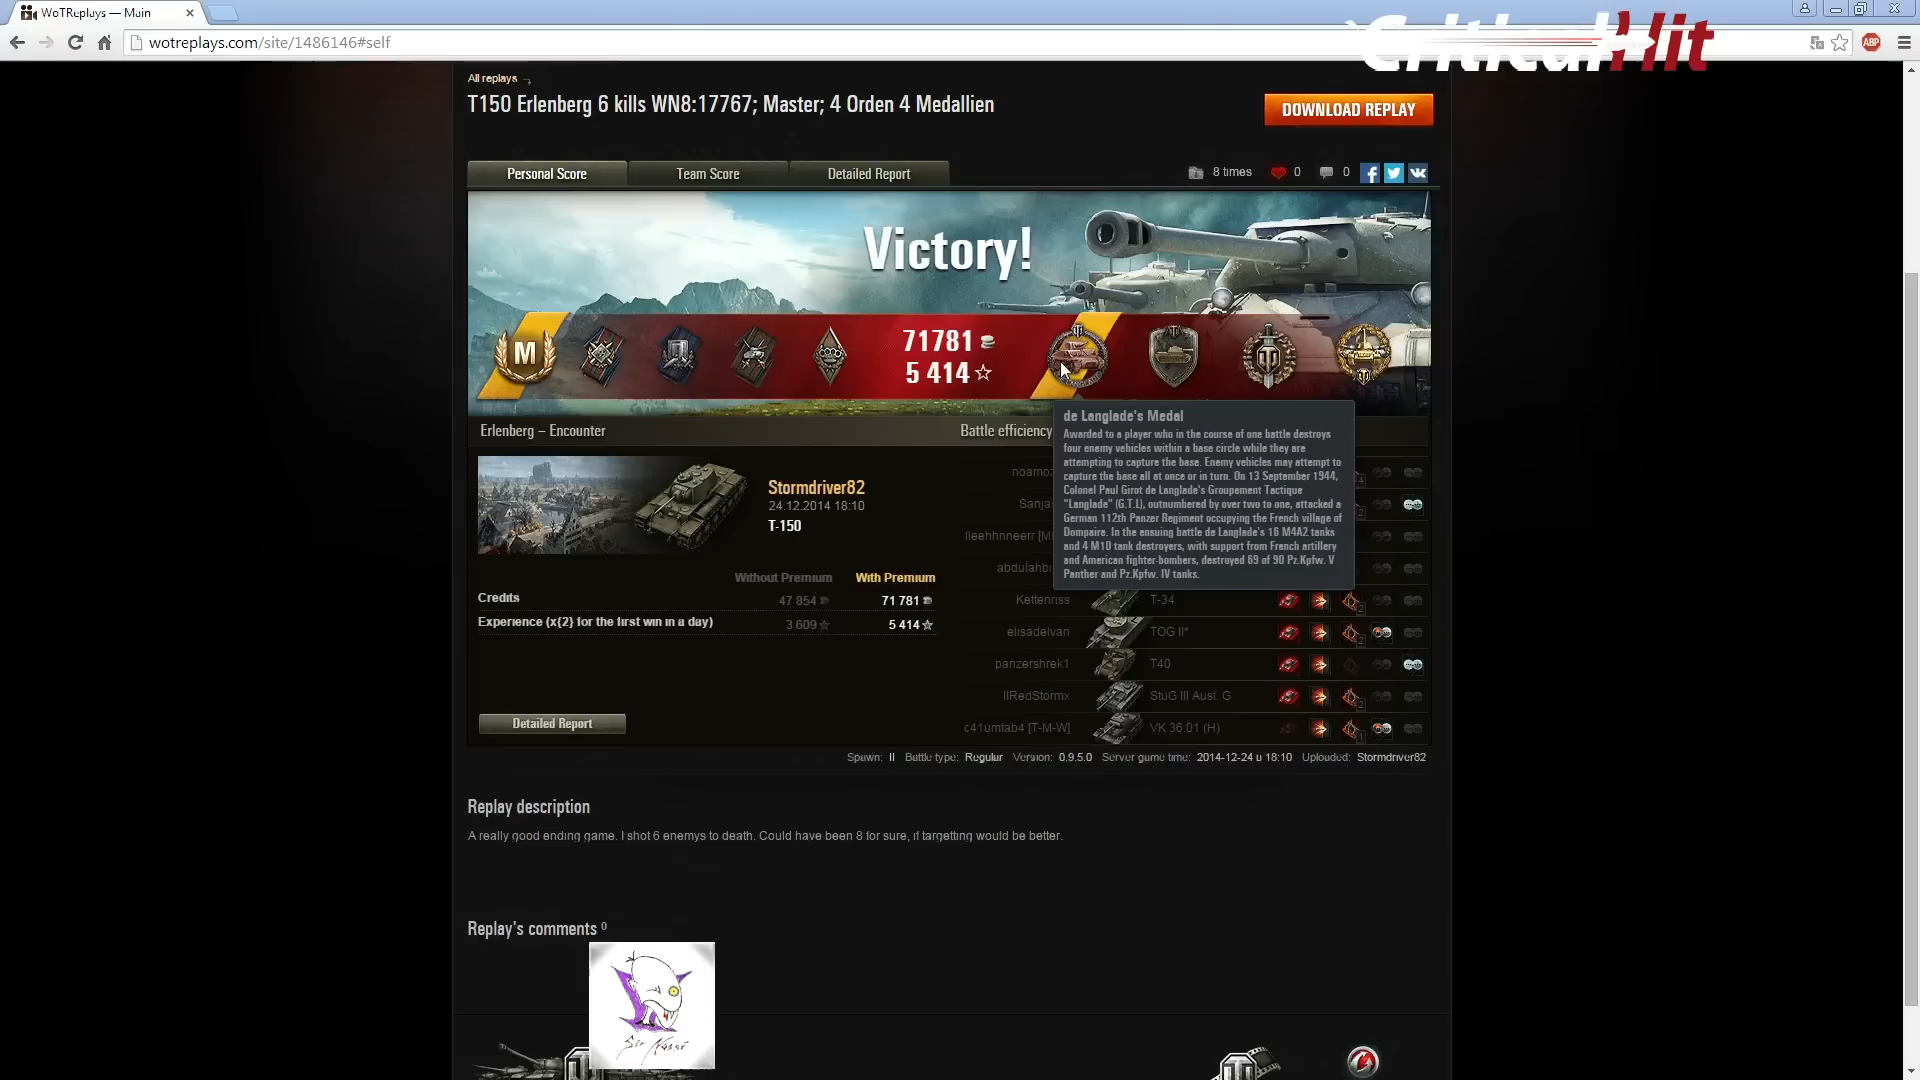 WoTReplays — Main
wotreplays.com/site/1486146#self
ABP
CriticalHit
All replays
T150 Erlenberg 6 kills WN8:17767; Master; 4 Orden 4 Medallien
DOWNLOAD REPLAY
Personal Score
Team Score
Detailed Report
8 times
0
0
Victory!
M
71781
5 414
de Langlade's Medal
Awarded to a player who in the course of one battle destroys
four enemy vehicles within a base circle while they are
attempting to capture the base. Enemy vehicles may attempt to
capture the base all at once or in turn. On 13 September 1944,
Colonel Paul Girot de Langlade's Groupement Tactique
"Langlade" (G.T.L), outnumbered by over two to one, attacked a
German 112th Panzer Regiment occupying the French village of
Dompaire. In the ensuing battle de Langlade's 16 M4A2 tanks
and 4 M10 tank destroyers, with support from French artillery
and American fighter-bombers, destroyed 69 of 90 Pz.Kpfw. V
Panther and Pz.Kpfw. IV tanks.
Erlenberg – Encounter
Battle efficiency
Stormdriver82
24.12.2014 18:10
T-150
Without Premium
With Premium
Credits
47 854
71 781
Experience (x{2} for the first win in a day)
3 609
5 414
Detailed Report
Kettenriss
T-34
2
elisadelvan
TOG II*
2
panzershrek1
T40
IIRedStormx
StuG III Ausf. G
2
c41umfab4 [T-M-W]
VK 36.01 (H)
1
Spawn: II Battle type: Regular Version: 0.9.5.0 Server game time: 2014-12-24 в 18:10 Uploaded: Stormdriver82
Replay description
A really good ending game. I shot 6 enemys to death. Could have been 8 for sure, if targetting would be better.
Replay's comments 0